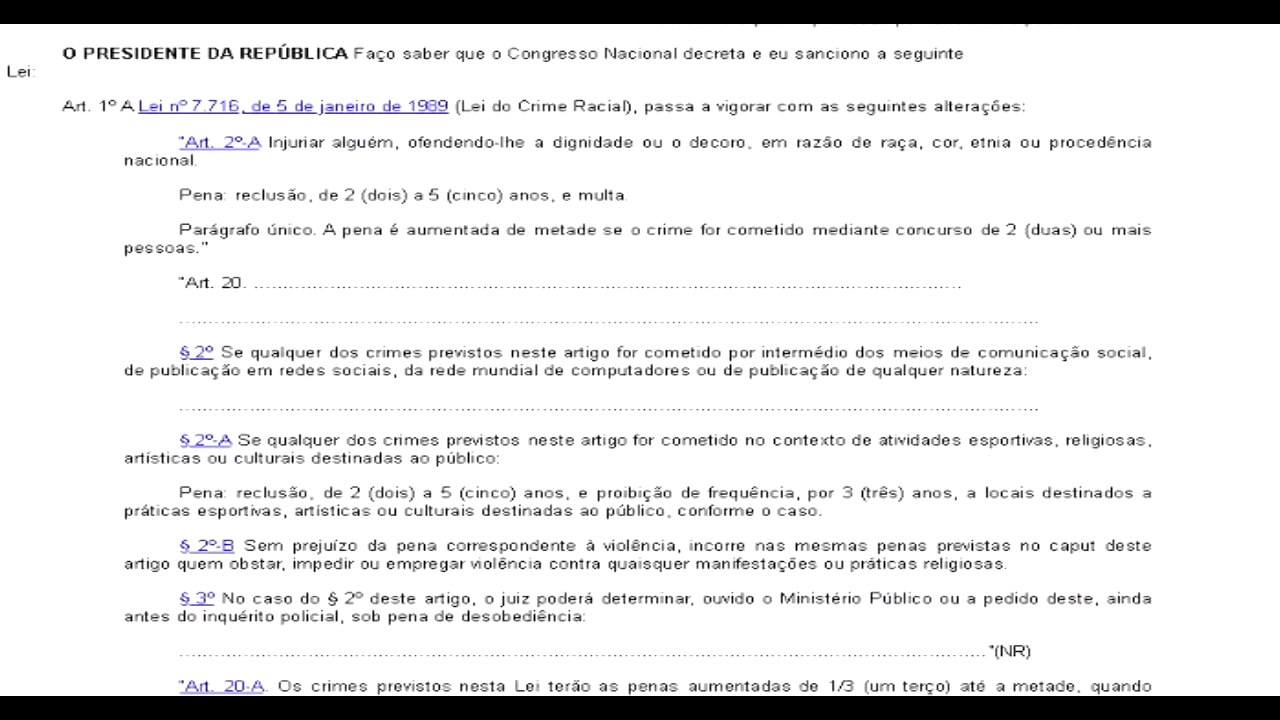 O PRESIDENTE DA REPÚBLICA Faço saber que o Congresso Nacional decreta e eu sanciono a seguinte
Lei:
Art. 1º A Lei nº 7.716, de 5 de janeiro de 1989 (Lei do Crime Racial), passa a vigorar com as seguintes alterações:
"Art. 2º-A Injuriar alguém, ofendendo-lhe a dignidade ou o decoro, em razão de raça, cor, etnia ou procedência
nacional.
Pena: reclusão, de 2 (dois) a 5 (cinco) anos, e multa.
Parágrafo único. A pena é aumentada de metade se o crime for cometido mediante concurso de 2 (duas) ou mais
pessoas."
"Art. 20. ........................................................................................................................
....................................................................................................................................................
§ 2º Se qualquer dos crimes previstos neste artigo for cometido por intermédio dos meios de comunicação social,
de publicação em redes sociais, da rede mundial de computadores ou de publicação de qualquer natureza:
....................................................................................................................................................
§ 2º-A Se qualquer dos crimes previstos neste artigo for cometido no contexto de atividades esportivas, religiosas,
artísticas ou culturais destinadas ao público:
Pena: reclusão, de 2 (dois) a 5 (cinco) anos, e proibição de frequência, por 3 (três) anos, a locais destinados a
práticas esportivas, artísticas ou culturais destinadas ao público, conforme o caso.
§ 2º-B Sem prejuízo da pena correspondente à violência, incorre nas mesmas penas previstas no caput deste
artigo quem obstar, impedir ou empregar violência contra quaisquer manifestações ou práticas religiosas.
§ 3º No caso do § 2º deste artigo, o juiz poderá determinar, ouvido o Ministério Público ou a pedido deste, ainda
antes do inquérito policial, sob pena de desobediência:
............................................................................................................................................"(NR)
"Art. 20-A. Os crimes previstos nesta Lei terão as penas aumentadas de 1/3 (um terço) até a metade, quando